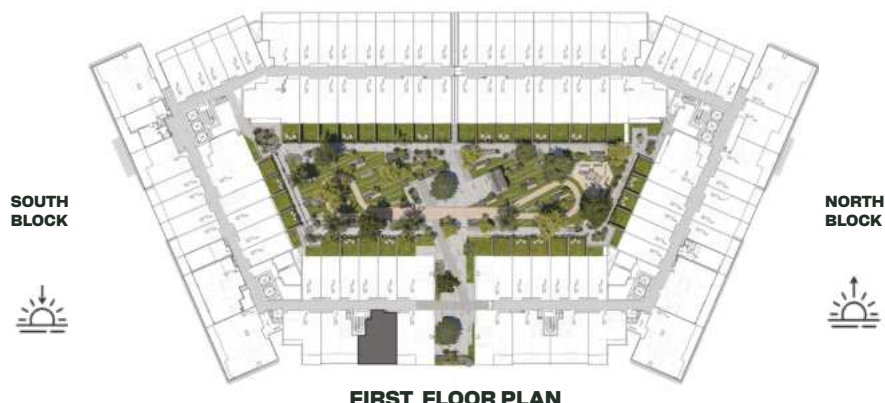 SOUTH
BLOCK
NORTH
BLOCK
FIRST FLOOR PLAN